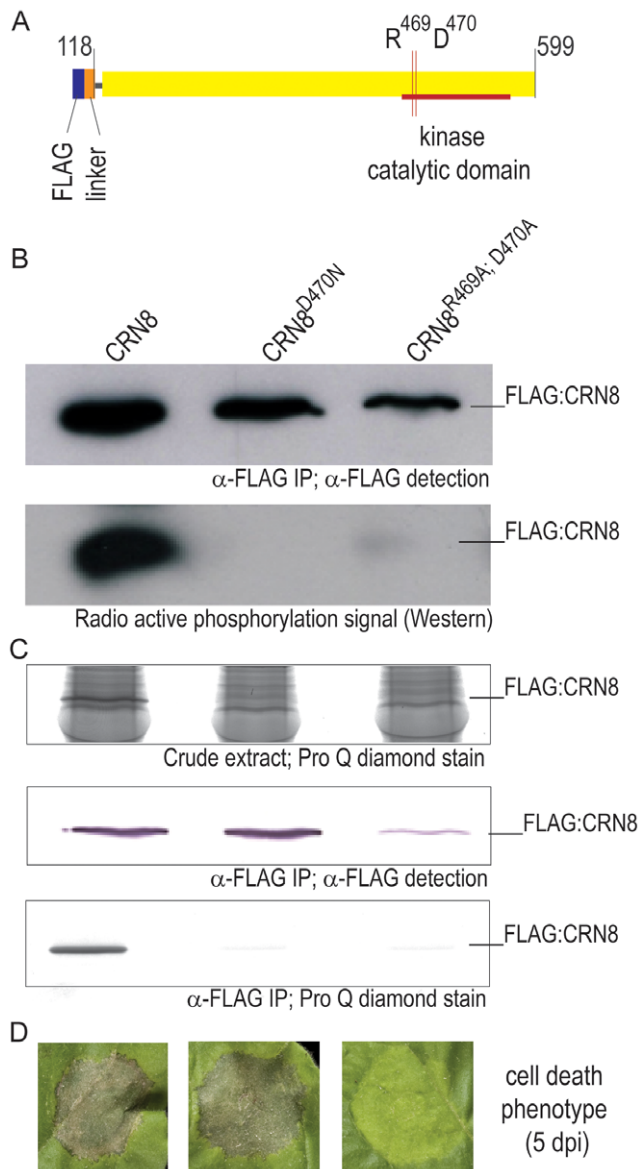 A
118
R469 D470
599
FLAG
linker
kinase
catalytic domain
B
CRN8
CRN8D470N
CRN8R469A; D470A
FLAG:CRN8
α-FLAG IP; α-FLAG detection
FLAG:CRN8
Radio active phosphorylation signal (Western)
C
FLAG:CRN8
Crude extract; Pro Q diamond stain
FLAG:CRN8
α-FLAG IP; α-FLAG detection
FLAG:CRN8
α-FLAG IP; Pro Q diamond stain
D
cell death
phenotype
(5 dpi)